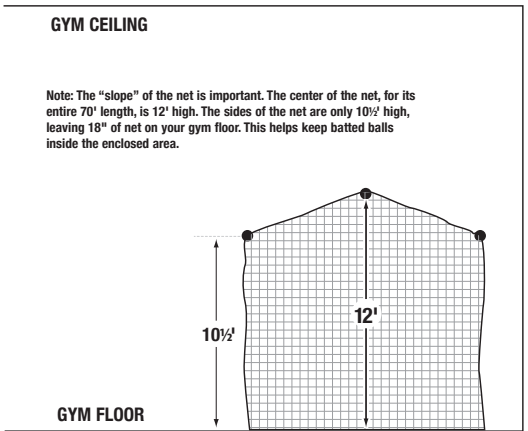 GYM CEILING
Note: The “slope” of the net is important. The center of the net, for its
entire 70' length, is 12' high. The sides of the net are only 10½' high,
leaving 18" of net on your gym floor. This helps keep batted balls
inside the enclosed area.
12'
10½'
GYM FLOOR